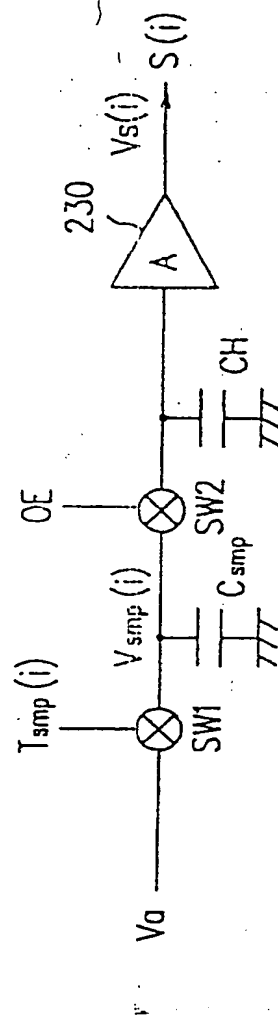 Va
Tsmp(i)
SW1
Vsmp(i)
Csmp
OE
SW2
CH
230
A
Vs(i)
S(i)